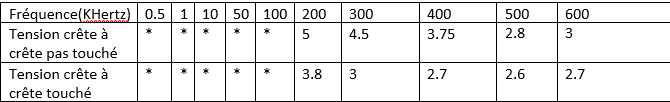 Fréquence(KHertz) 0.5 1 10 50 100 200 300 400 500 600
Tension crête à crête pas touché * * * * * 5 4.5 3.75 2.8 3
Tension crête à crête touché * * * * * 3.8 3 2.7 2.6 2.7